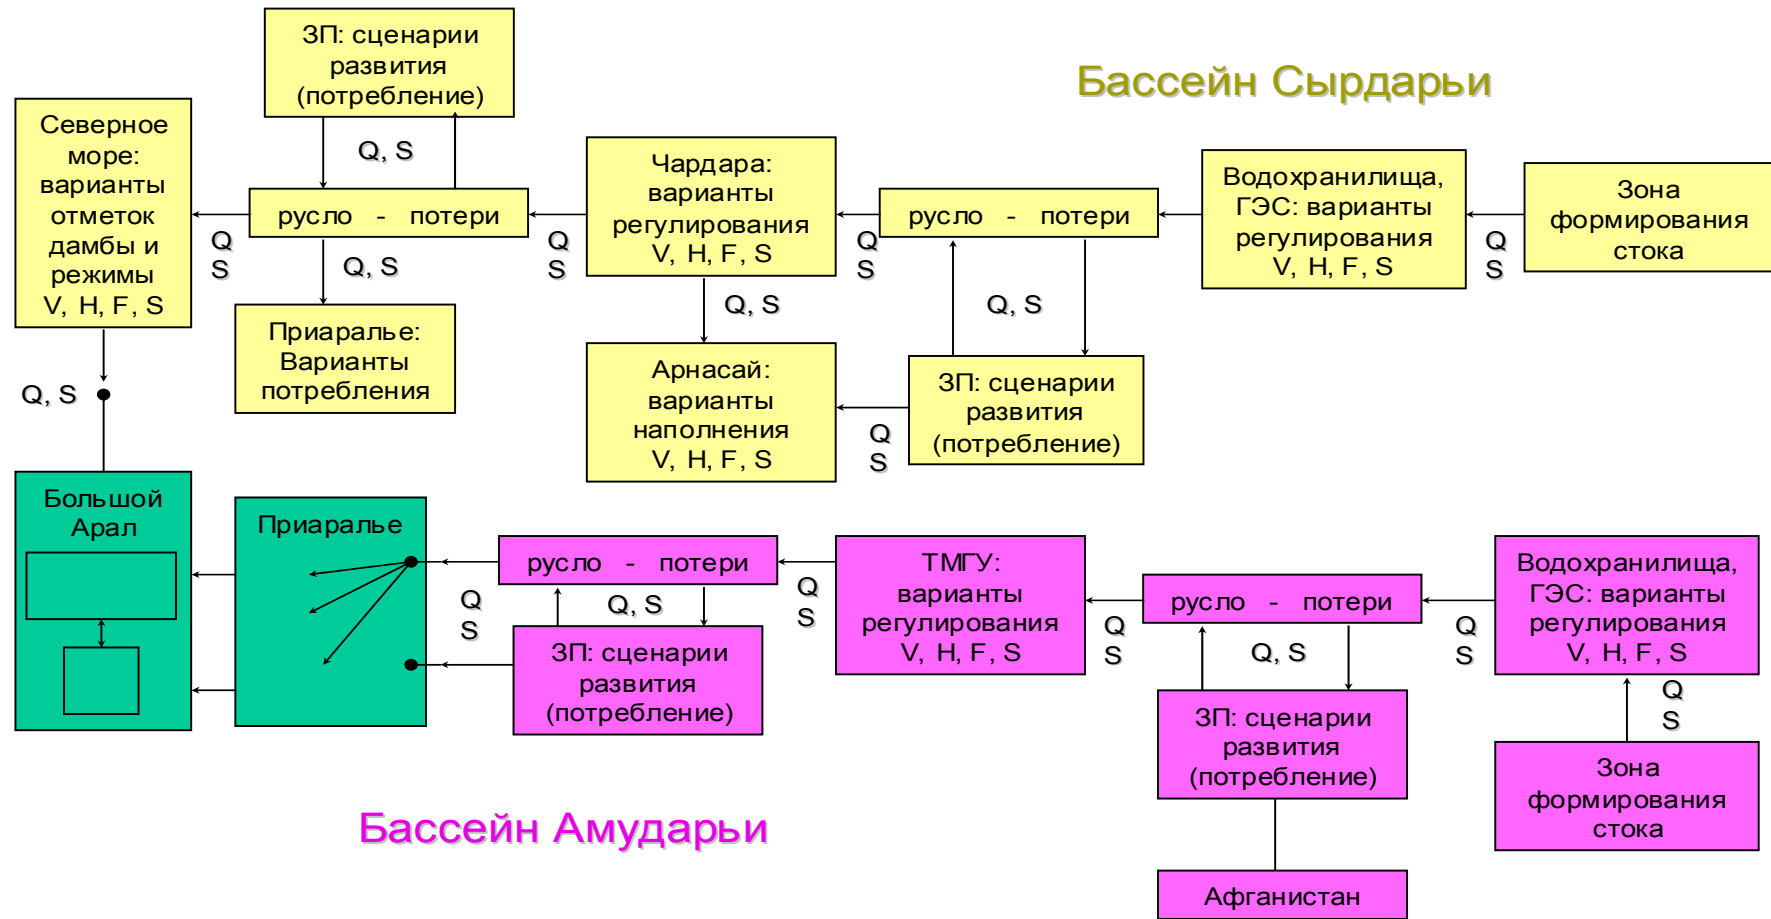 ЗП: сценарии
развития
(потребление)
Бассейн Сырдарьи
Северное
море:
варианты
отметок
дамбы и
режимы
V, H, F, S
Q, S
русло - потери
Q
S
Q, S
Приаралье:
Варианты
потребления
Q
S
Чардара:
варианты
регулирования
V, H, F, S
Q
S
русло - потери
Водохранилища,
ГЭС: варианты
регулирования
V, H, F, S
Q
S
Зона
формирования
стока
Q, S
Q, S
Q, S
Арнасай:
варианты
наполнения
V, H, F, S
Q
S
ЗП: сценарии
развития
(потребление)
Большой
Арал
Приаралье
Q
S
русло - потери
Q, S
ЗП: сценарии
развития
(потребление)
Q
S
ТМГУ:
варианты
регулирования
V, H, F, S
Q
S
русло - потери
Q, S
Q
S
Водохранилища,
ГЭС: варианты
регулирования
V, H, F, S
Q
S
ЗП: сценарии
развития
(потребление)
Зона
формирования
стока
Бассейн Амударьи
Афганистан